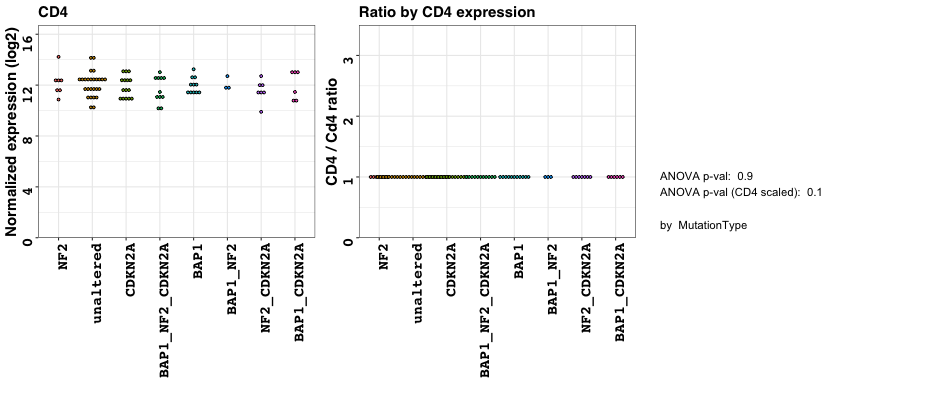 CD4
Normalized expression (log2)
16
12
8
4
0
NF2
unaltered
CDKN2A
BAP1_NF2_CDKN2A
BAP1
BAP1_NF2
NF2_CDKN2A
BAP1_CDKN2A
Ratio by CD4 expression
CD4 / Cd4 ratio
3
2
1
0
NF2
unaltered
CDKN2A
BAP1_NF2_CDKN2A
BAP1
BAP1_NF2
NF2_CDKN2A
BAP1_CDKN2A
ANOVA p-val: 0.9
ANOVA p-val (CD4 scaled): 0.1
by MutationType